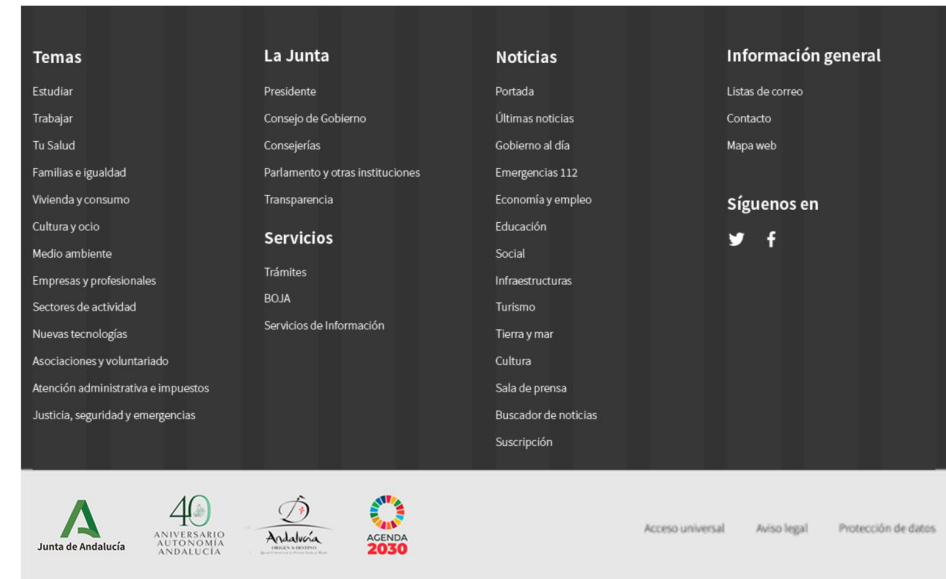 Temas
Estudiar
Trabajar
Tu Salud
Familias e igualdad
Vivienda y consumo
Cultura y ocio
Medio ambiente
Empresas y profesionales
Sectores de actividad
Nuevas tecnologías
Asociaciones y voluntariado
Atención administrativa e impuestos
Justicia, seguridad y emergencias
La Junta
Presidente
Consejo de Gobierno
Consejerías
Parlamento y otras instituciones
Transparencia
Servicios
Trámites
BOJA
Servicios de Información
Noticias
Portada
Últimas noticias
Gobierno al día
Emergencias 112
Economía y empleo
Educación
Social
Infraestructuras
Turismo
Tierra y mar
Cultura
Sala de prensa
Buscador de noticias
Suscripción
Información general
Listas de correo
Contacto
Mapa web
Síguenos en
Junta de Andalucía
40
ANIVERSARIO
AUTONOMÍA
ANDALUCÍA
Andalucía
ORIGEN Y DESTINO
AGENDA
2030
Acceso universal
Aviso legal
Protección de datos